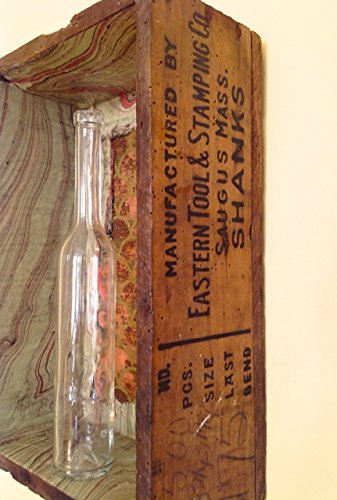 MANUFACTURED BY
EASTERN TOOL & STAMPING CO.
SAUGUS MASS.
SHANKS
NO.
PCS.
SIZE
LAST
BEND